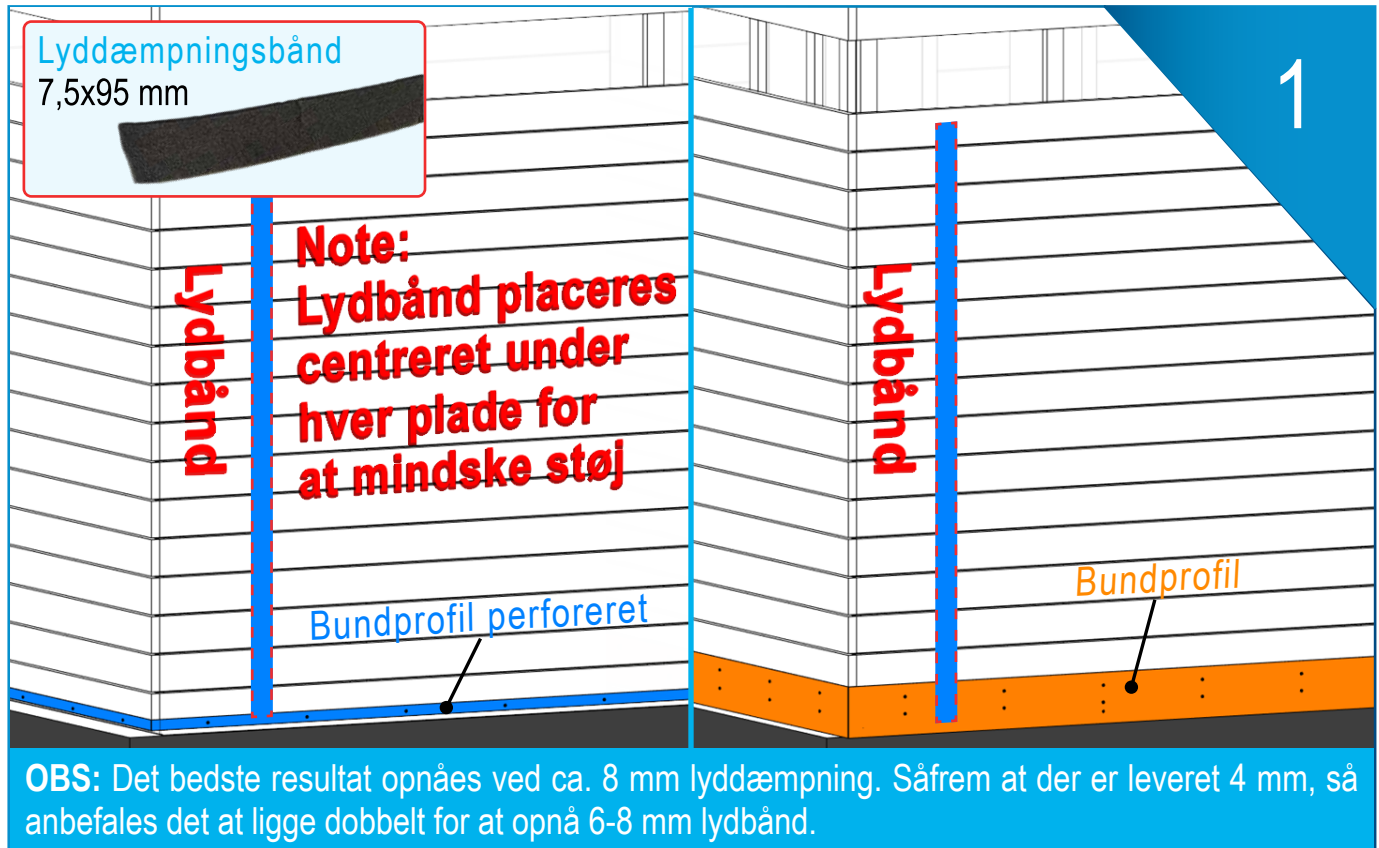 Lyddæmpningsbånd
7,5x95 mm
1
Lydbånd
Note:
Lydbånd placeres
centreret under
hver plade for
at mindske støj
Bundprofil perforeret
Lydbånd
Bundprofil
OBS: Det bedste resultat opnåes ved ca. 8 mm lyddæmpning. Såfrem at der er leveret 4 mm, så
anbefales det at ligge dobbelt for at opnå 6-8 mm lydbånd.